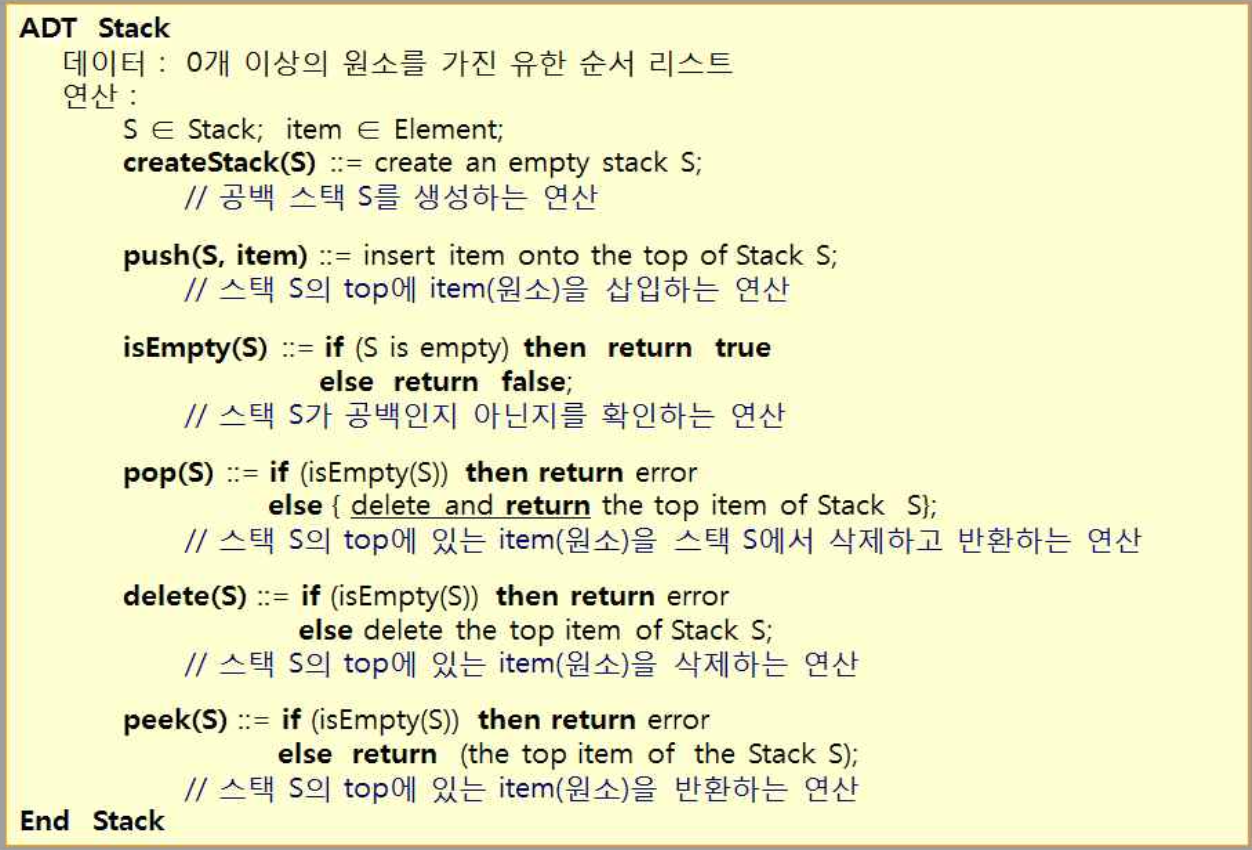 ADT Stack
데이터 : 0개 이상의 원소를 가진 유한 순서 리스트
연산 :
S ∈ Stack; item ∈ Element;
createStack(S) ::= create an empty stack S;
// 공백 스택 S를 생성하는 연산
push(S, item) ::= insert item onto the top of Stack S;
// 스택 S의 top에 item(원소)을 삽입하는 연산
isEmpty(S) ::= if (S is empty) then return true
else return false;
// 스택 S가 공백인지 아닌지를 확인하는 연산
pop(S) ::= if (isEmpty(S)) then return error
else { delete and return the top item of Stack S};
// 스택 S의 top에 있는 item(원소)을 스택 S에서 삭제하고 반환하는 연산
delete(S) ::= if (isEmpty(S)) then return error
else delete the top item of Stack S;
// 스택 S의 top에 있는 item(원소)을 삭제하는 연산
peek(S) ::= if (isEmpty(S)) then return error
else return (the top item of the Stack S);
// 스택 S의 top에 있는 item(원소)을 반환하는 연산
End Stack